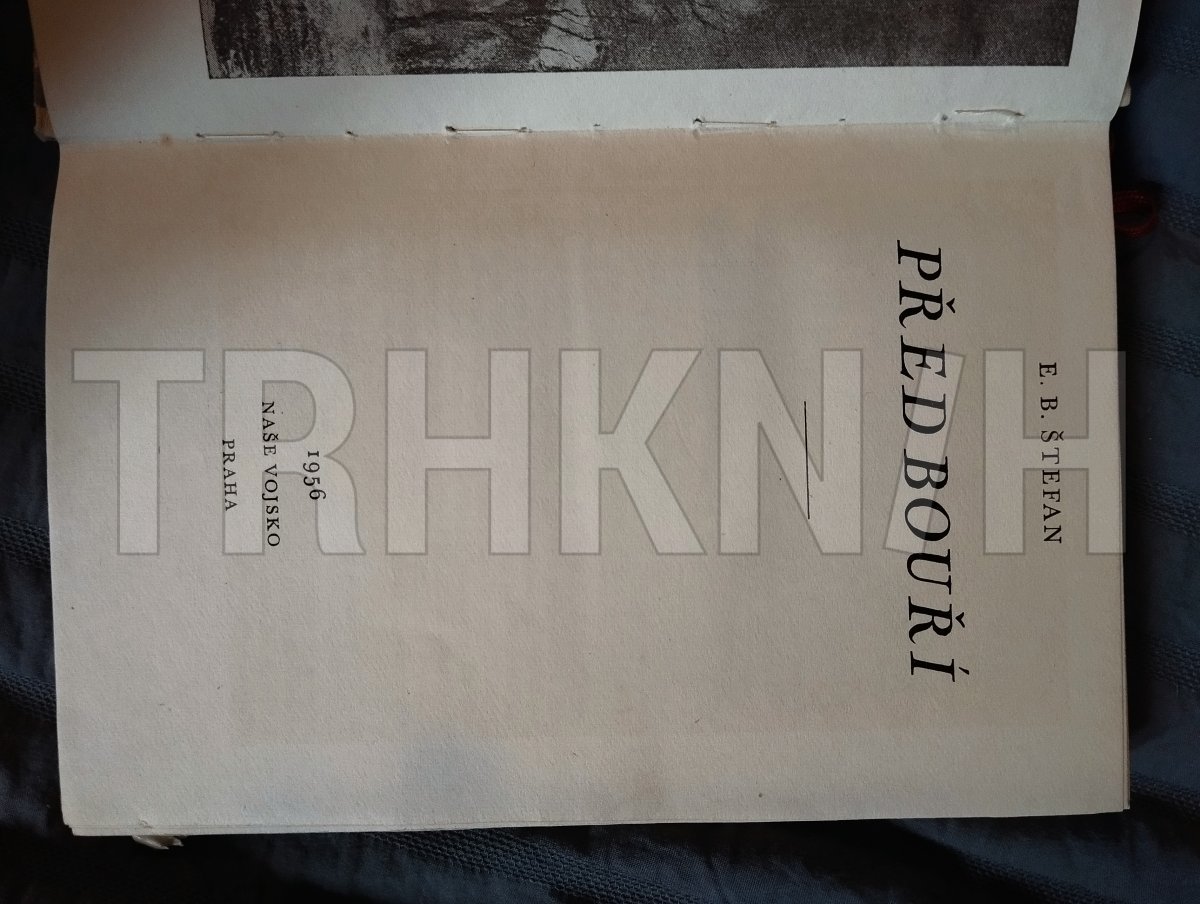 E. B. ŠTEFAN
PŘED BOUŘÍ
1956
NAŠE VOJSKO
PRAHA
TRHKNIH